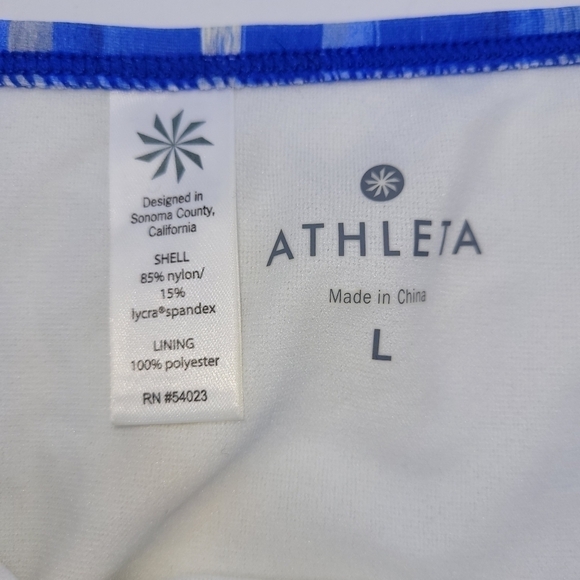 Designed in
Sonoma County,
California
SHELL
85% nylon/
15%
lycra®spandex
LINING
100% polyester
RN #54023
ATHLETA
Made in China
L